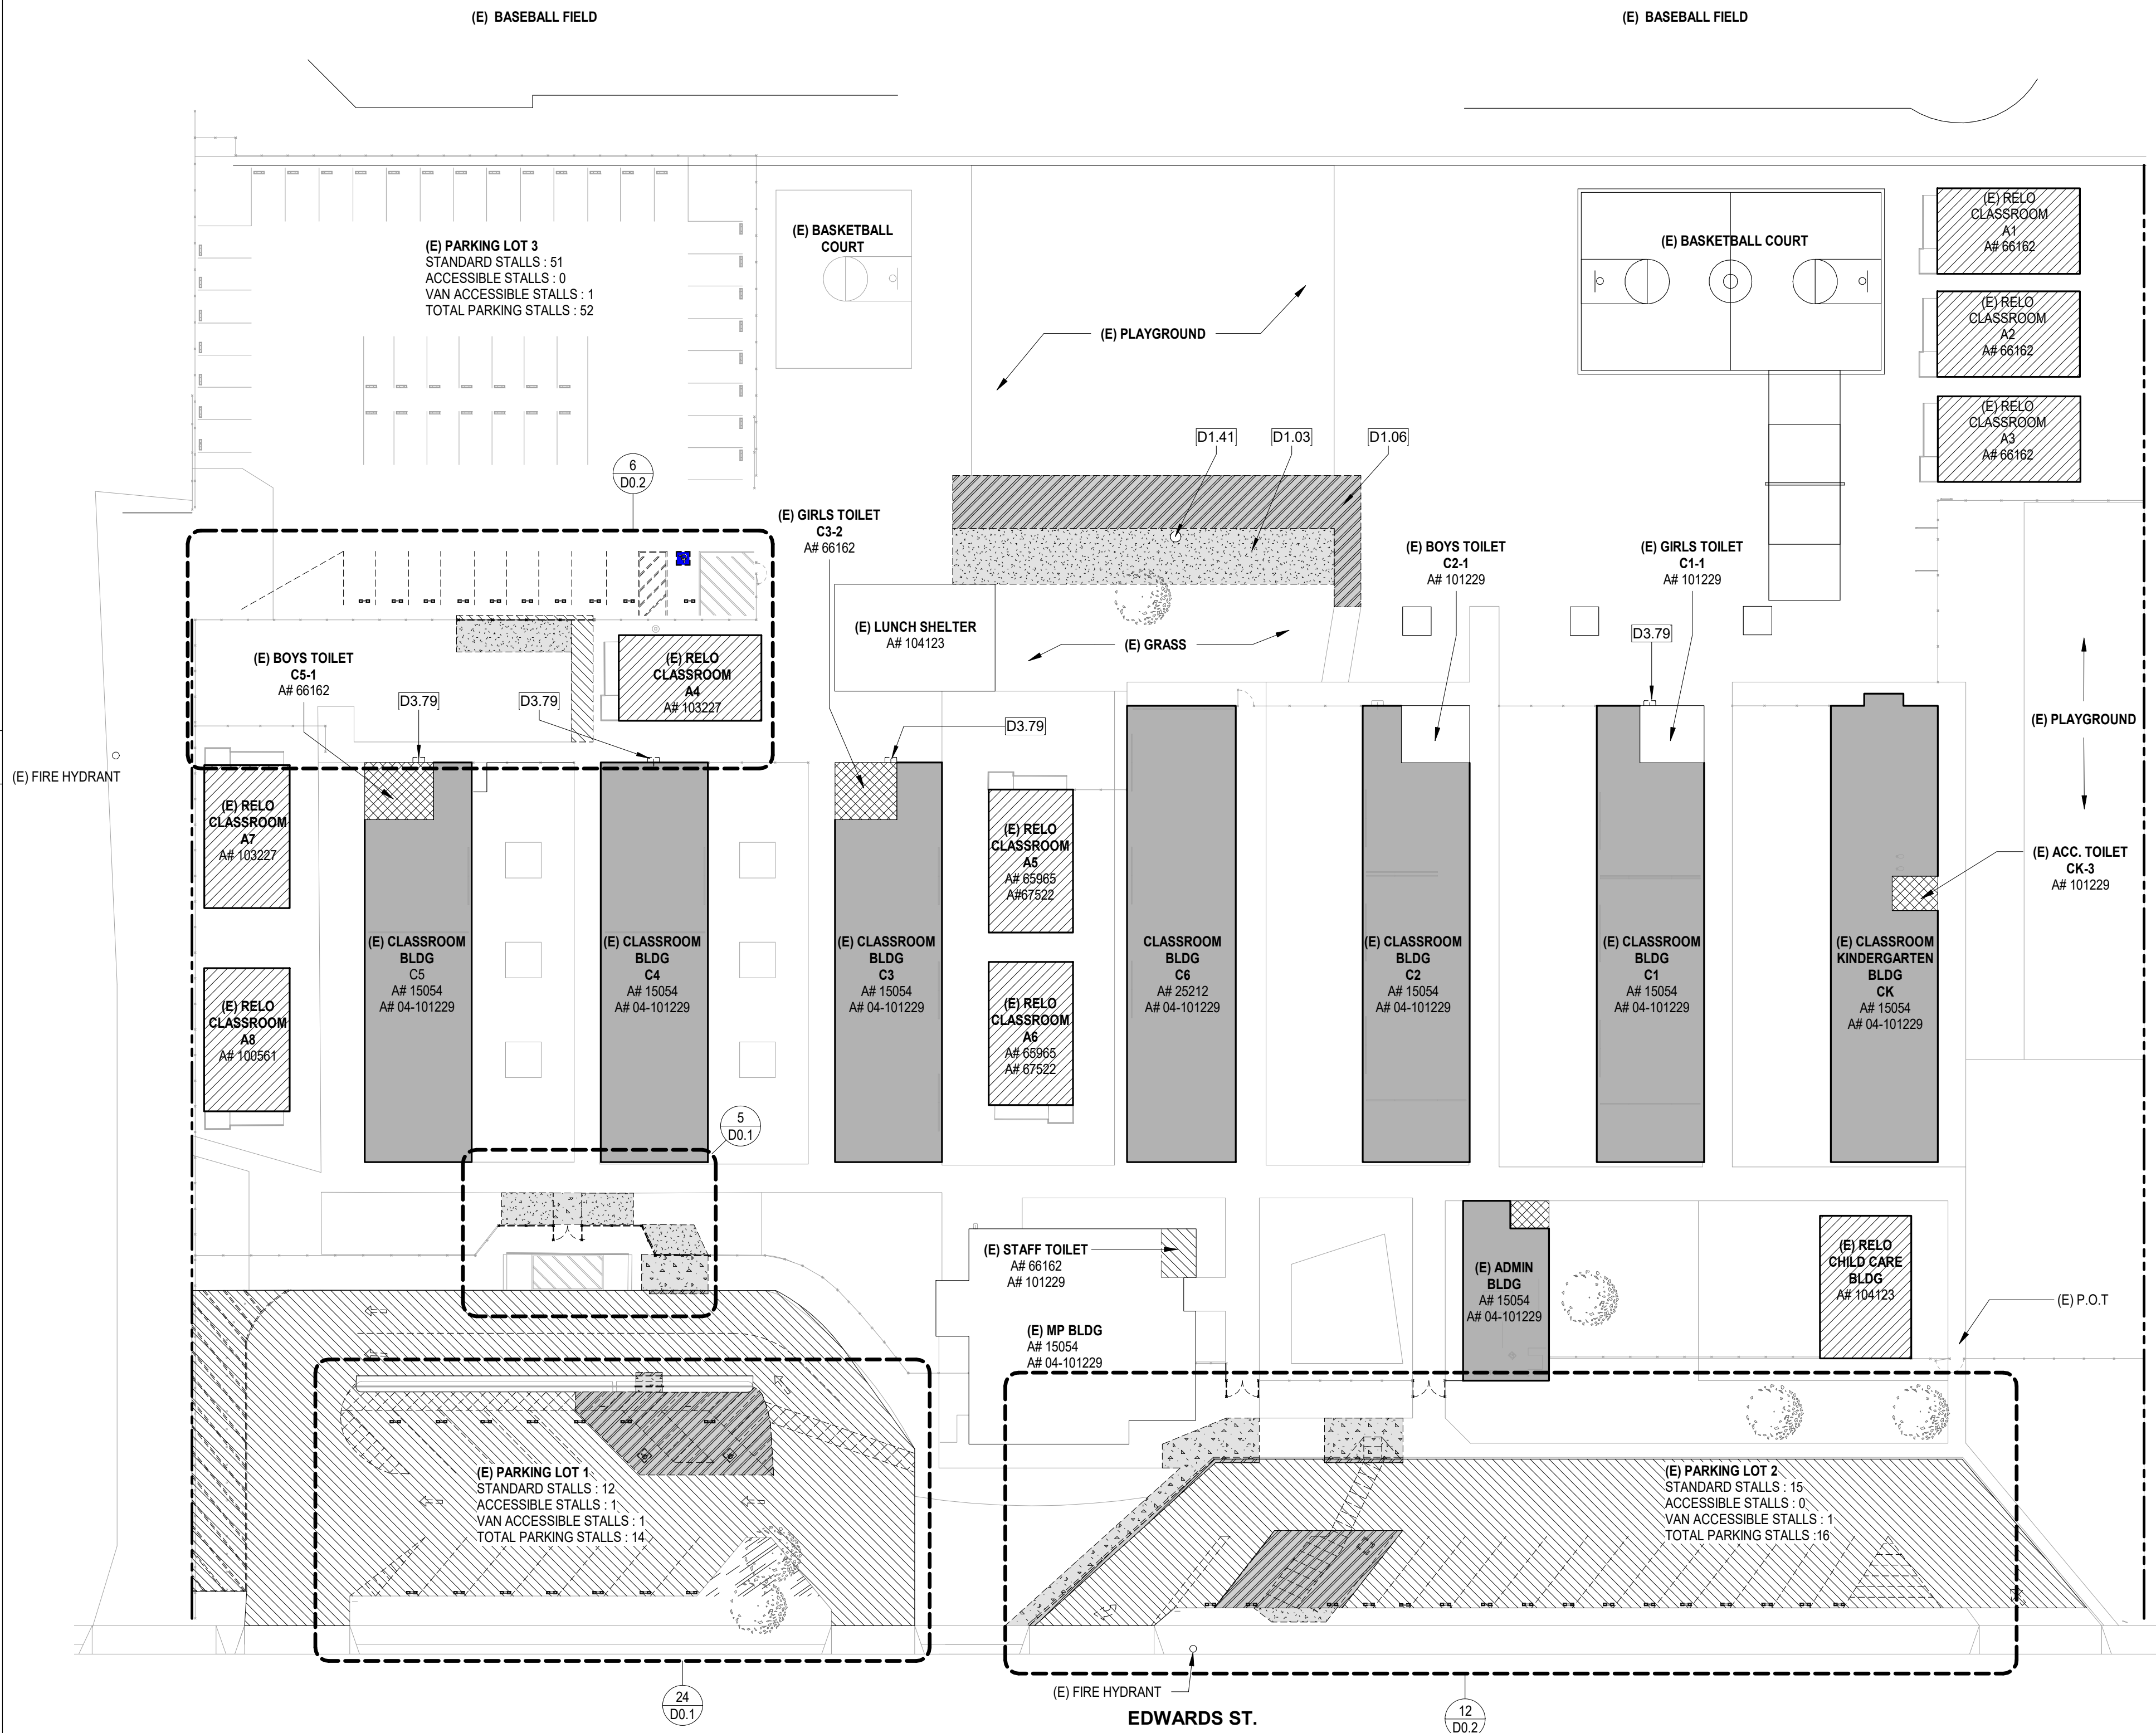 (E) BASEBALL FIELD
(E) BASEBALL FIELD
(E) PARKING LOT 3
STANDARD STALLS : 51
ACCESSIBLE STALLS : 0
VAN ACCESSIBLE STALLS : 1
TOTAL PARKING STALLS : 52
(E) BASKETBALL
COURT
(E) PLAYGROUND
(E) BASKETBALL COURT
(E) RELO
CLASSROOM
A1
A# 66162
(E) RELO
CLASSROOM
A2
A# 66162
(E) RELO
CLASSROOM
A3
A# 66162
D1.41
D1.03
D1.06
6
D0.2
(E) GIRLS TOILET
C3-2
A# 66162
(E) BOYS TOILET
C2-1
A# 101229
(E) GIRLS TOILET
C1-1
A# 101229
(E) LUNCH SHELTER
A# 104123
(E) GRASS
D3.79
(E) BOYS TOILET
C5-1
A# 66162
D3.79
D3.79
(E) RELO
CLASSROOM
A4
A# 103227
D3.79
(E) PLAYGROUND
(E) FIRE HYDRANT
(E) RELO
CLASSROOM
A7
A# 103227
(E) RELO
CLASSROOM
A5
A# 65965
A#67522
(E) ACC. TOILET
CK-3
A# 101229
(E) CLASSROOM
BLDG
C5
A# 15054
A# 04-101229
(E) CLASSROOM
BLDG
C4
A# 15054
A# 04-101229
(E) CLASSROOM
BLDG
C3
A# 15054
A# 04-101229
CLASSROOM
BLDG
C6
A# 25212
A# 04-101229
(E) CLASSROOM
BLDG
C2
A# 15054
A# 04-101229
(E) CLASSROOM
BLDG
C1
A# 15054
A# 04-101229
(E) CLASSROOM
KINDERGARTEN
BLDG
CK
A# 15054
A# 04-101229
(E) RELO
CLASSROOM
A8
A# 100561
(E) RELO
CLASSROOM
A6
A# 65965
A# 67522
5
D0.1
(E) STAFF TOILET
A# 66162
A# 101229
(E) MP BLDG
A# 15054
A# 04-101229
(E) ADMIN
BLDG
A# 15054
A# 04-101229
(E) RELO
CHILD CARE
BLDG
A# 104123
(E) P.O.T
(E) PARKING LOT 1
STANDARD STALLS : 12
ACCESSIBLE STALLS : 1
VAN ACCESSIBLE STALLS : 1
TOTAL PARKING STALLS : 14
(E) PARKING LOT 2
STANDARD STALLS : 15
ACCESSIBLE STALLS : 0
VAN ACCESSIBLE STALLS : 1
TOTAL PARKING STALLS :16
24
D0.1
(E) FIRE HYDRANT
EDWARDS ST.
12
D0.2